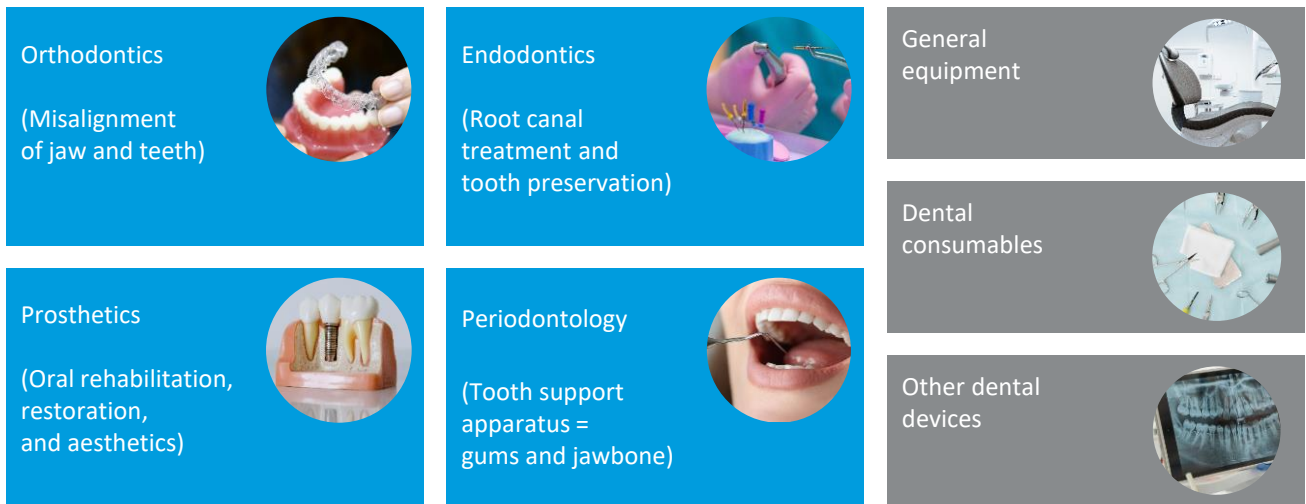 Orthodontics
(Misalignment
of jaw and teeth)
Endodontics
(Root canal
treatment and
tooth preservation)
General
equipment
Dental
consumables
Prosthetics
(Oral rehabilitation,
restoration,
and aesthetics)
Periodontology
(Tooth support
apparatus =
gums and jawbone)
Other dental
devices